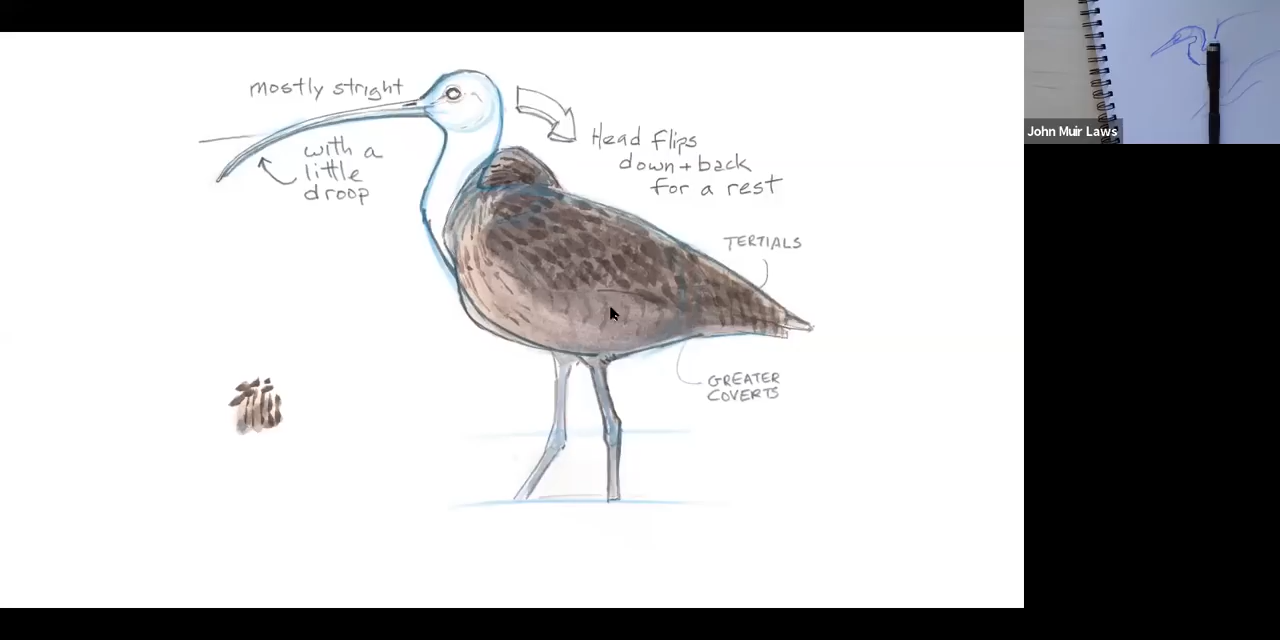 mostly stright
with a
little
droop
Head flips
down + back
for a rest
TERTIALS
GREATER
COVERTS
John Muir Laws